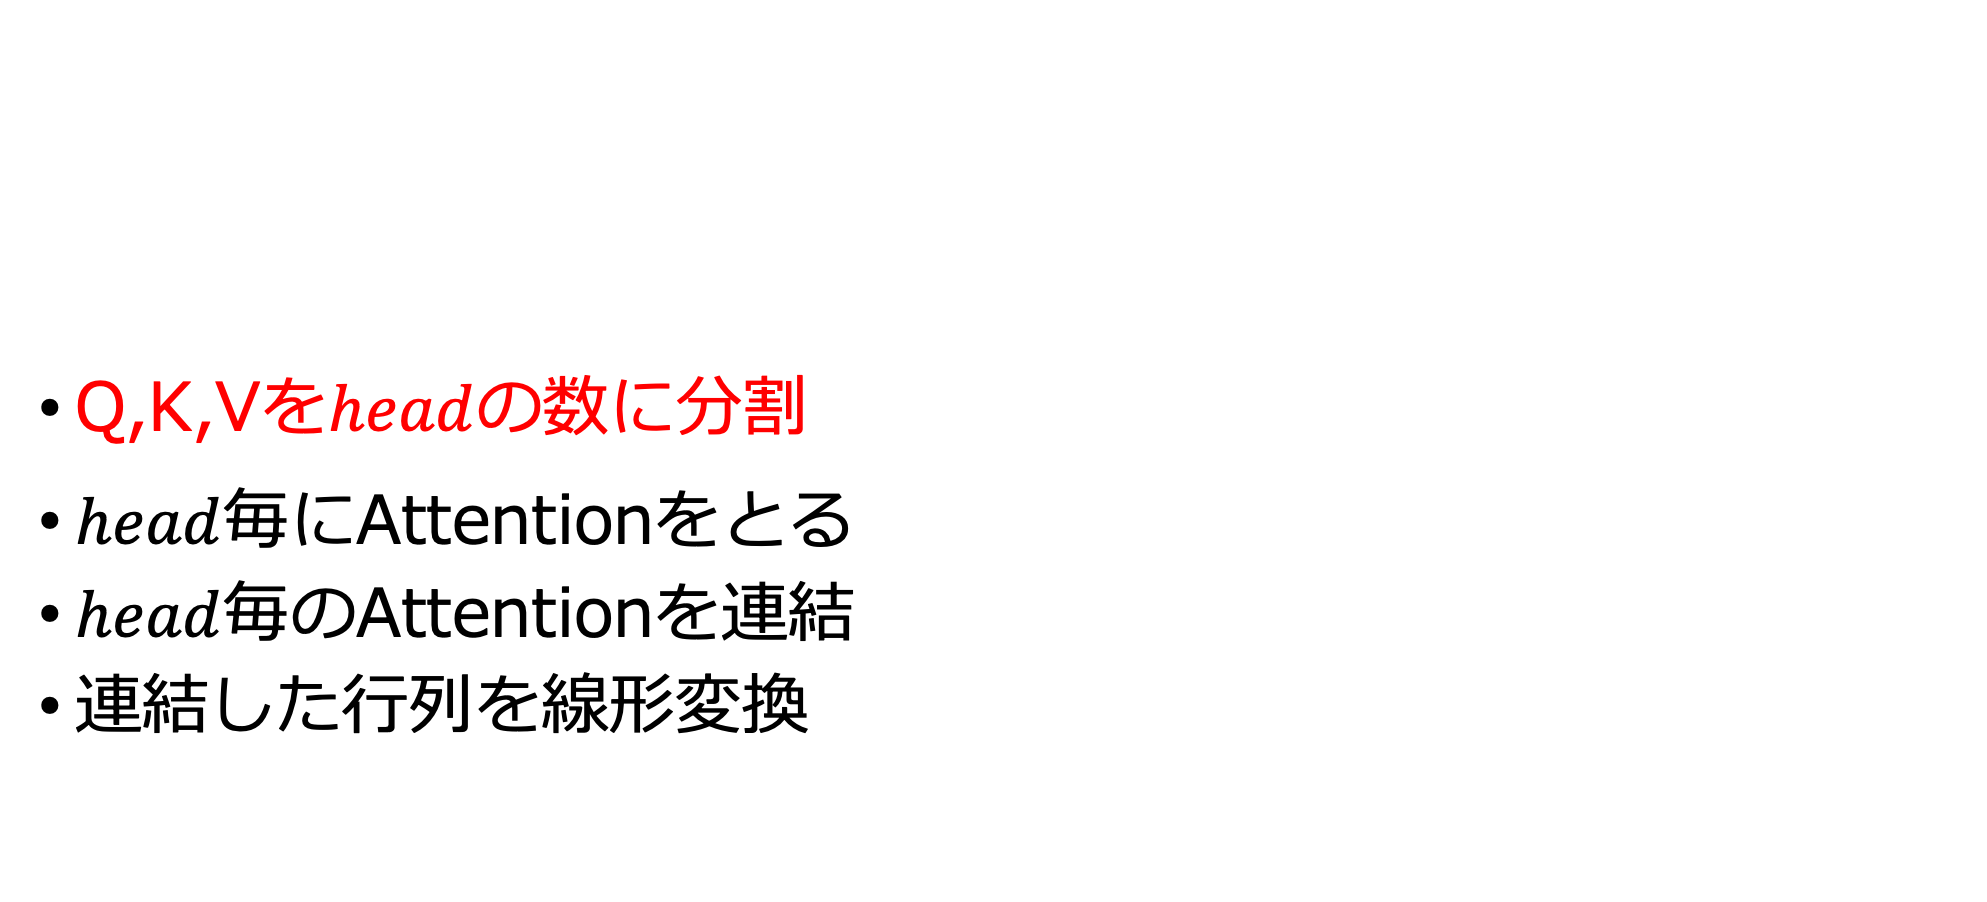 • Q,K,Vをheadの数に分割
• head毎にAttentionをとる
• head毎のAttentionを連結
• 連結した行列を線形変換